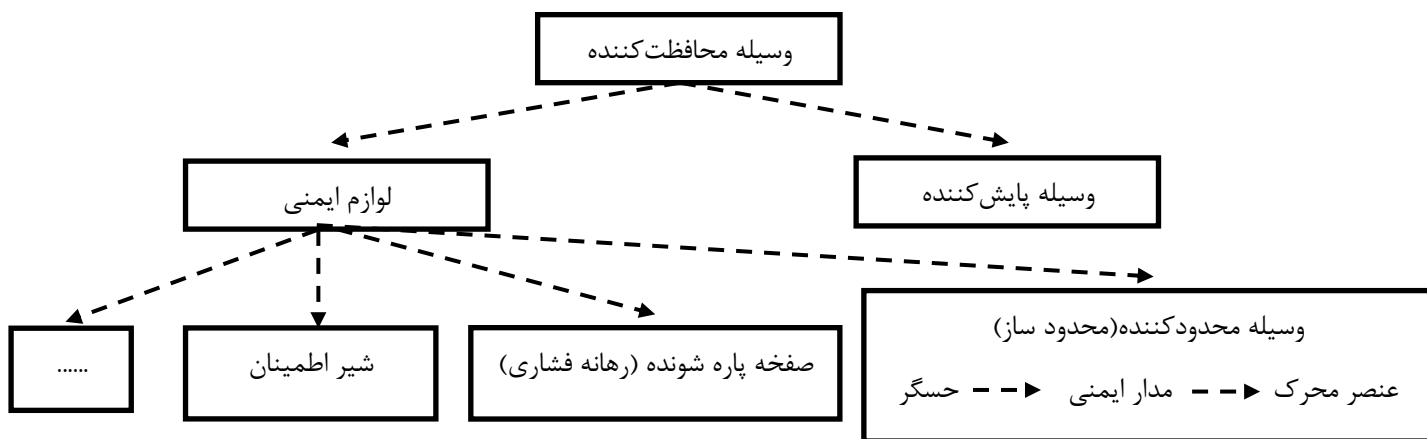 وسیله محافظت‌کننده
وسیله پایش‌کننده
لوازم ایمنی
وسیله محدودکننده(محدود ساز)
حسگر مدار ایمنی عنصر محرک
صفخه پاره شونده (رهانه فشاری)
شیر اطمینان
......